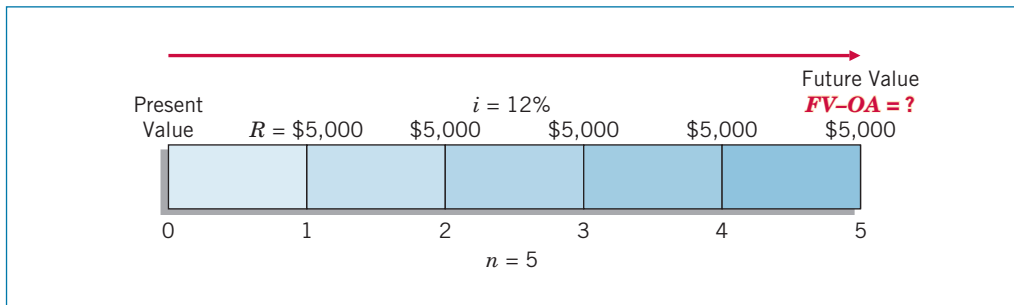 Future Value
Present i = 12% FV–OA = ?
Value R = $5,000 $5,000 $5,000 $5,000 $5,000
0 1 2 3 4 5
n = 5